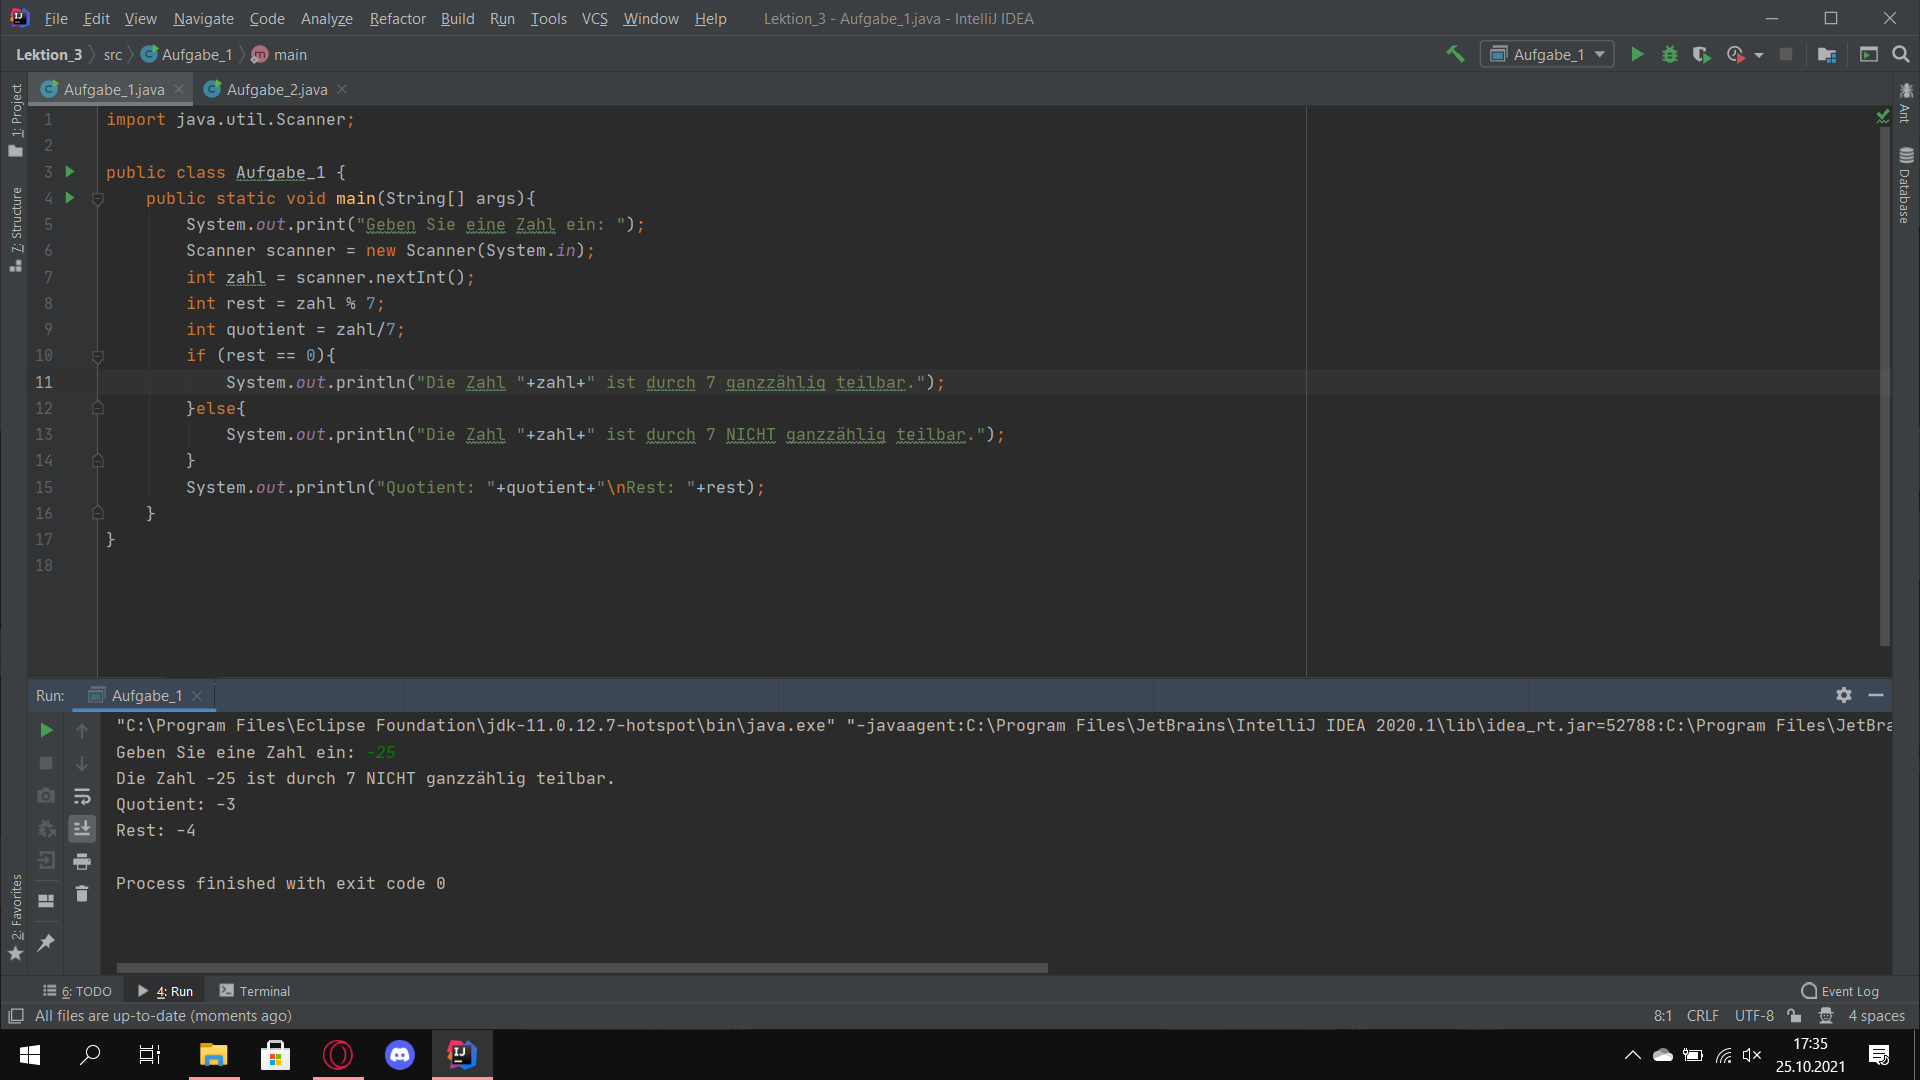 File Edit View Navigate Code Analyze Refactor Build Run Tools VCS Window Help Lektion_3 - Aufgabe_1.java - IntelliJ IDEA
Lektion_3 src Aufgabe_1 main Aufgabe_1
Aufgabe_1.java Aufgabe_2.java
1: Project
7: Structure
2: Favorites
Ant
Database
1 import java.util.Scanner;
2
3 public class Aufgabe_1 {
4 public static void main(String[] args){
5 System.out.print("Geben Sie eine Zahl ein: ");
6 Scanner scanner = new Scanner(System.in);
7 int zahl = scanner.nextInt();
8 int rest = zahl % 7;
9 int quotient = zahl/7;
10 if (rest == 0){
11 System.out.println("Die Zahl "+zahl+" ist durch 7 ganzzählig teilbar.");
12 }else{
13 System.out.println("Die Zahl "+zahl+" ist durch 7 NICHT ganzzählig teilbar.");
14 }
15 System.out.println("Quotient: "+quotient+"\nRest: "+rest);
16 }
17 }
18
Run: Aufgabe_1
"C:\Program Files\Eclipse Foundation\jdk-11.0.12.7-hotspot\bin\java.exe" "-javaagent:C:\Program Files\JetBrains\IntelliJ IDEA 2020.1\lib\idea_rt.jar=52788:C:\Program Files\JetBra
Geben Sie eine Zahl ein: -25
Die Zahl -25 ist durch 7 NICHT ganzzählig teilbar.
Quotient: -3
Rest: -4
Process finished with exit code 0
6: TODO 4: Run Terminal Event Log
All files are up-to-date (moments ago) 8:1 CRLF UTF-8 4 spaces
17:35
25.10.2021